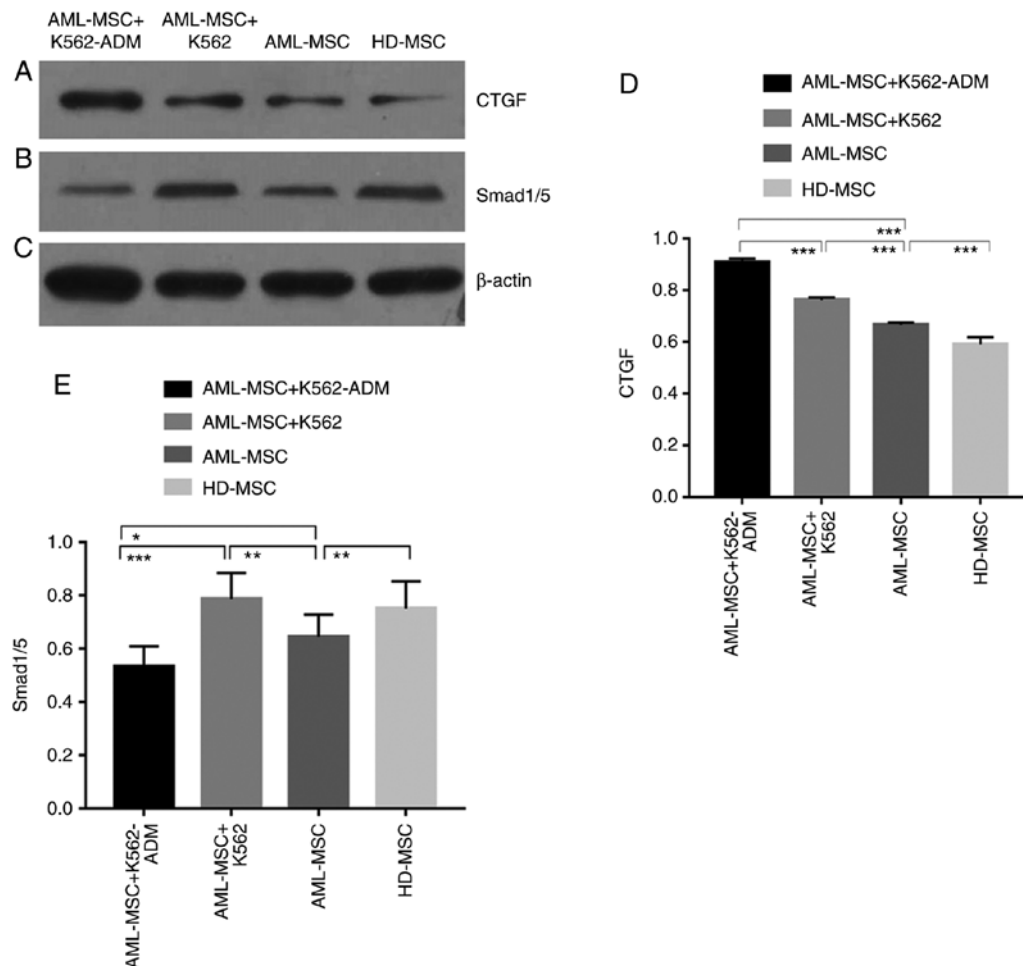 AML-MSC+
K562-ADM
AML-MSC+
K562
AML-MSC
HD-MSC
A
CTGF
B
Smad1/5
C
β-actin
D
AML-MSC+K562-ADM
AML-MSC+K562
AML-MSC
HD-MSC
***
*** *** ***
1.0
0.8
0.6
0.4
0.2
0.0
CTGF
AML-MSC+K562-
ADM
AML-MSC+
K562
AML-MSC
HD-MSC
E
AML-MSC+K562-ADM
AML-MSC+K562
AML-MSC
HD-MSC
*
*** ** **
1.0
0.8
0.6
0.4
0.2
0.0
Smad1/5
AML-MSC+K562-
ADM
AML-MSC+
K562
AML-MSC
HD-MSC